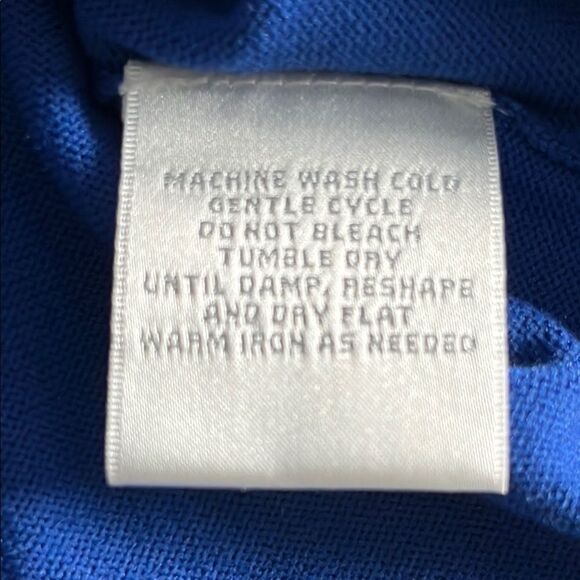 MACHINE WASH COLD
GENTLE CYCLE
DO NOT BLEACH
TUMBLE DRY
UNTIL DAMP, RESHAPE
AND DRY FLAT
WARM IRON AS NEEDED